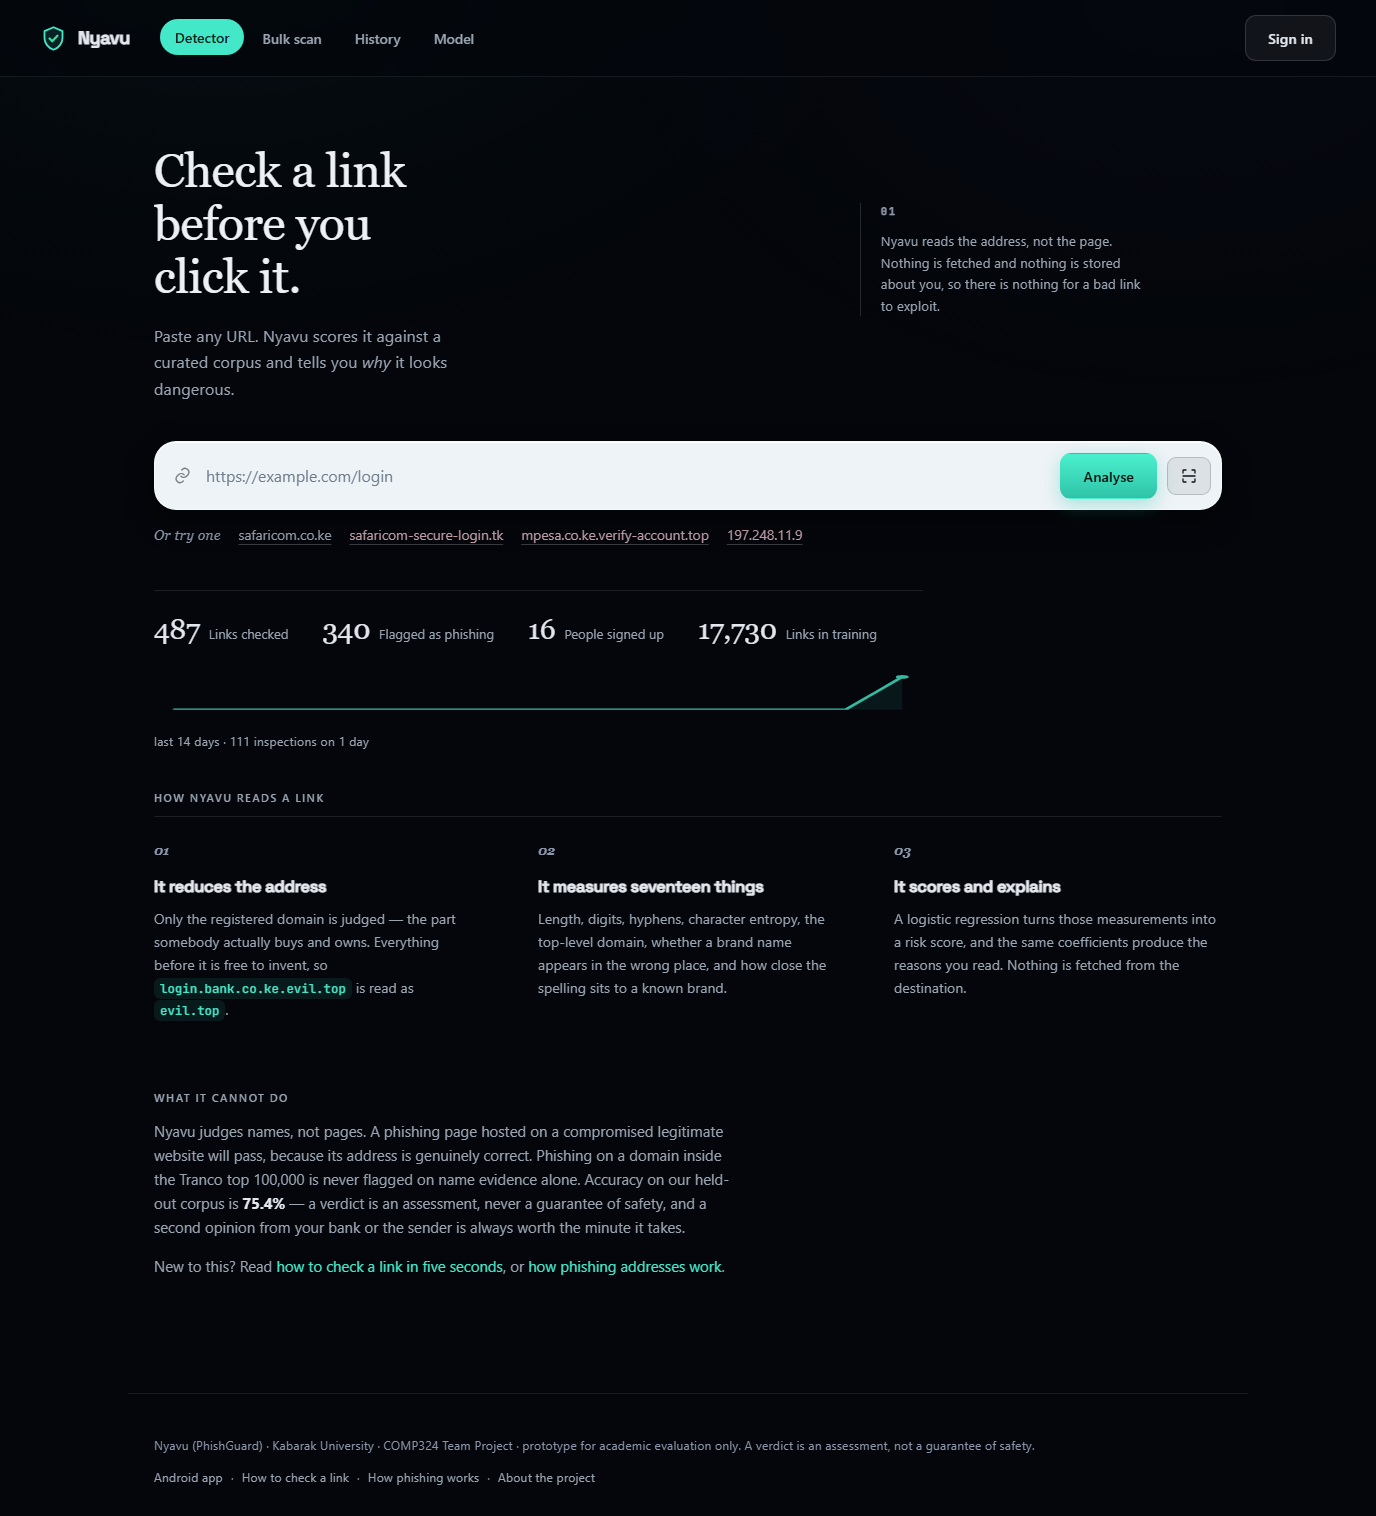 Nyavu
Detector
Bulk scan
History
Model
Sign in
Check a link
before you
click it.
Paste any URL. Nyavu scores it against a
curated corpus and tells you why it looks
dangerous.
01
Nyavu reads the address, not the page.
Nothing is fetched and nothing is stored
about you, so there is nothing for a bad link
to exploit.
https://example.com/login
Analyse
Or try one safaricom.co.ke safaricom-secure-login.tk mpesa.co.ke.verify-account.top 197.248.11.9
487 Links checked 340 Flagged as phishing 16 People signed up 17,730 Links in training
last 14 days · 111 inspections on 1 day
HOW NYAVU READS A LINK
01
It reduces the address
Only the registered domain is judged — the part
somebody actually buys and owns. Everything
before it is free to invent, so
login.bank.co.ke.evil.top is read as
evil.top.
02
It measures seventeen things
Length, digits, hyphens, character entropy, the
top-level domain, whether a brand name
appears in the wrong place, and how close the
spelling sits to a known brand.
03
It scores and explains
A logistic regression turns those measurements into
a risk score, and the same coefficients produce the
reasons you read. Nothing is fetched from the
destination.
WHAT IT CANNOT DO
Nyavu judges names, not pages. A phishing page hosted on a compromised legitimate
website will pass, because its address is genuinely correct. Phishing on a domain inside
the Tranco top 100,000 is never flagged on name evidence alone. Accuracy on our held-
out corpus is 75.4% — a verdict is an assessment, never a guarantee of safety, and a
second opinion from your bank or the sender is always worth the minute it takes.
New to this? Read how to check a link in five seconds, or how phishing addresses work.
Nyavu (PhishGuard) · Kabarak University · COMP324 Team Project · prototype for academic evaluation only. A verdict is an assessment, not a guarantee of safety.
Android app · How to check a link · How phishing works · About the project